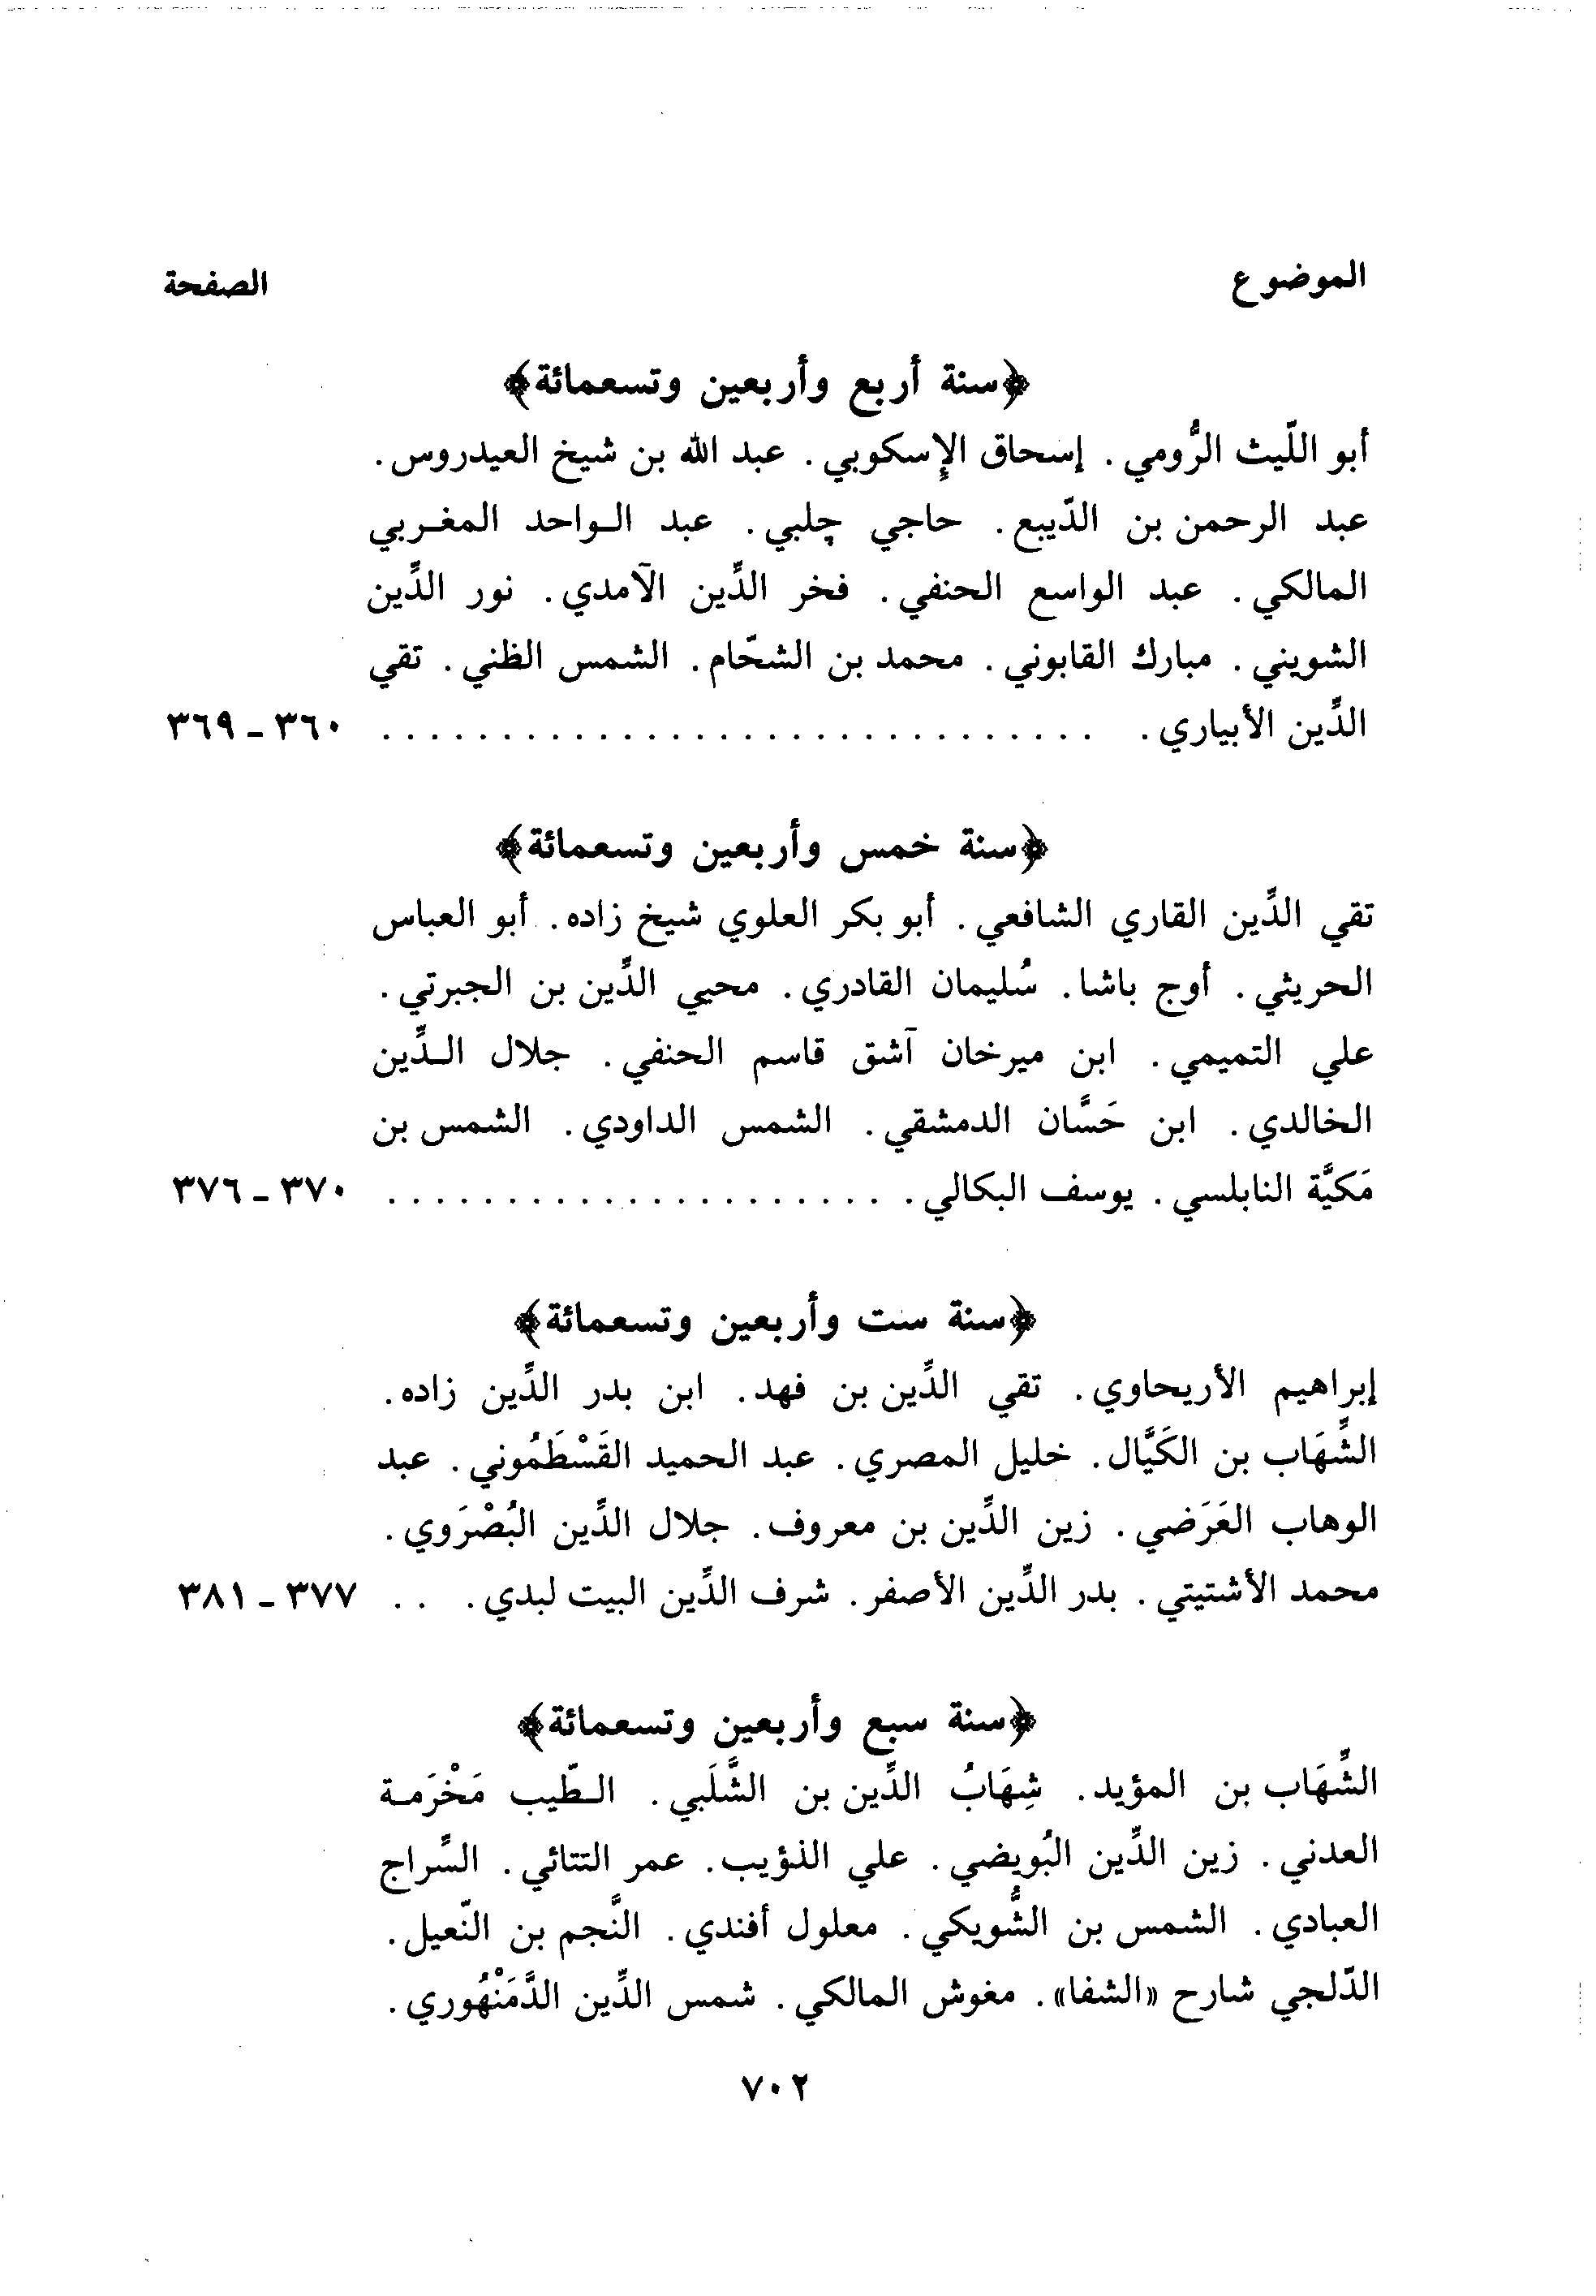 الموضوع الصفحة
﴿سنة أربع وأربعين وتسعمائة﴾
أبو اللّيث الرُّومي . إسحاق الإِسكوبي . عبد الله بن شيخ العيدروس .
عبد الرحمن بن الدّيبع . حاجي چلبي . عبد الـواحد المغـربي
المالكي . عبد الواسع الحنفي . فخر الدِّين الآمدي . نور الدِّين
الشويني . مبارك القابوني . محمد بن الشحّام . الشمس الظني . تقي
الدِّين الأبياري . . . . . . . . . . . . . . . . . . . . . . . . . . . . . . . . ٣٦٠ ـ ٣٦٩
﴿سنة خمس وأربعين وتسعمائة﴾
تقي الدِّين القاري الشافعي . أبو بكر العلوي شيخ زاده . أبو العباس
الحريثي . أوج باشا . سُليمان القادري . محيي الدِّين بن الجبرتي .
علي التميمي . ابن ميرخان آشق قاسم الحنفي . جلال الـدِّين
الخالدي . ابن حَسَّان الدمشقي . الشمس الداودي . الشمس بن
مَكيَّة النابلسي . يوسف البكالي . . . . . . . . . . . . . . . . . . . . . . ٣٧٠ ـ ٣٧٦
﴿سنة ست وأربعين وتسعمائة﴾
إبراهيم الأريحاوي . تقي الدِّين بن فهد . ابن بدر الدِّين زاده .
الشِّهَاب بن الكَيَّال . خليل المصري . عبد الحميد القَسْطَمُوني . عبد
الوهاب العَرَضي . زين الدِّين بن معروف . جلال الدِّين البُصْرَوي .
محمد الأشتيتي . بدر الدِّين الأصفر . شرف الدِّين البيت لبدي . . . ٣٧٧ ـ ٣٨١
﴿سنة سبع وأربعين وتسعمائة﴾
الشِّهَاب بن المؤيد . شِهَابُ الدِّين بن الشَّلَبي . الـطّيب مَخْرَمـة
العدني . زين الدِّين البُويضي . علي الذؤيب . عمر التتائي . السِّراج
العبادي . الشمس بن الشُّويكي . معلول أفندي . النَّجم بن النّعيل .
الدّلجي شارح «الشفا» . مغوش المالكي . شمس الدِّين الدَّمَنْهُوري .
٧٠٢